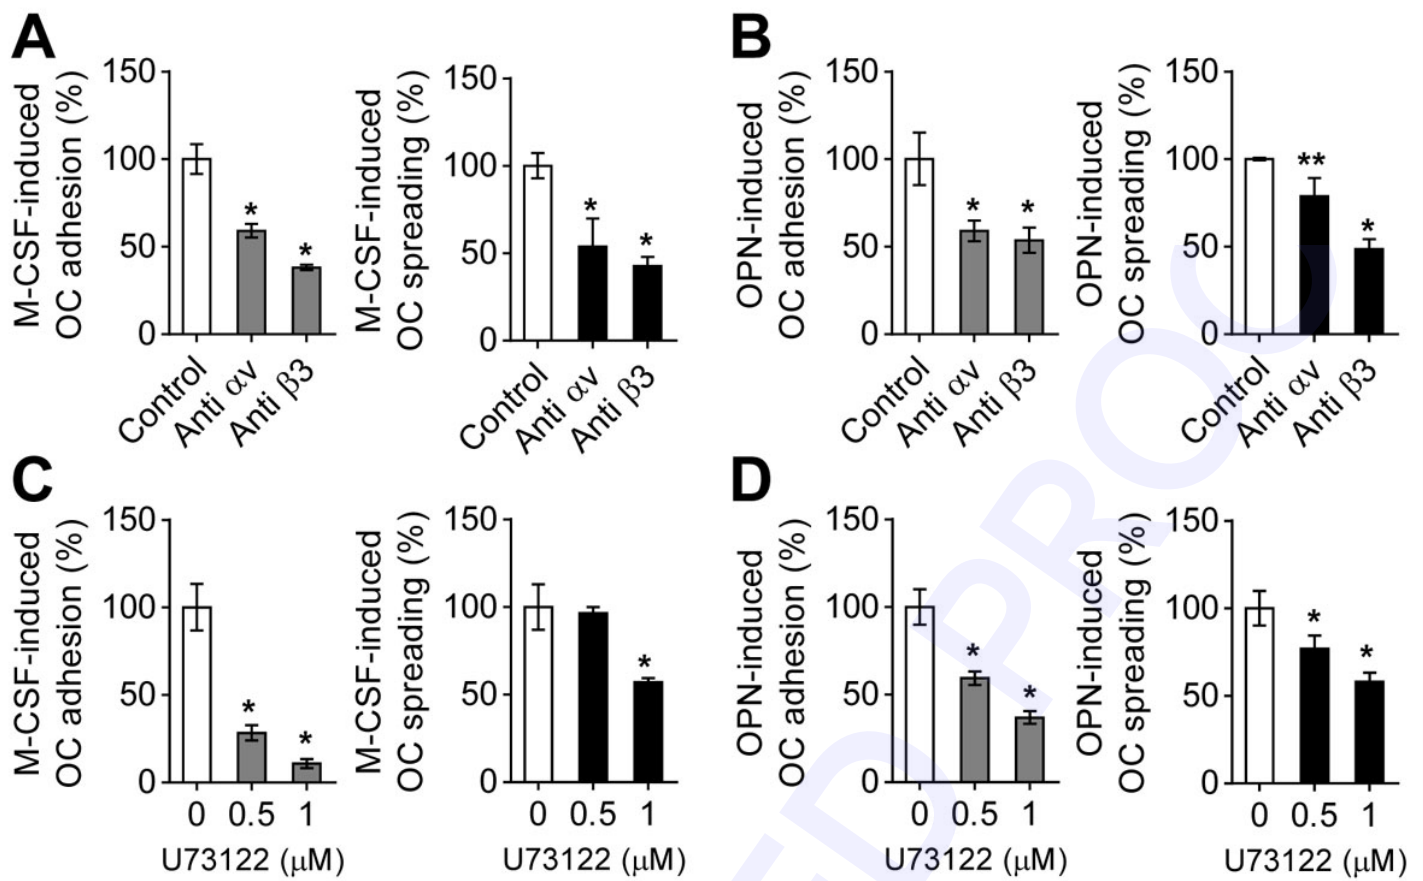 A
M-CSF-induced
OC adhesion (%)
150
100
50
0
*
*
Control
Anti αv
Anti β3
M-CSF-induced
OC spreading (%)
150
100
50
0
*
*
Control
Anti αv
Anti β3
B
OPN-induced
OC adhesion (%)
150
100
50
0
*
*
Control
Anti αv
Anti β3
OPN-induced
OC spreading (%)
150
100
50
0
**
*
Control
Anti αv
Anti β3
C
M-CSF-induced
OC adhesion (%)
150
100
50
0
*
*
0 0.5 1
U73122 (μM)
M-CSF-induced
OC spreading (%)
150
100
50
0
*
0 0.5 1
U73122 (μM)
D
OPN-induced
OC adhesion (%)
150
100
50
0
*
*
0 0.5 1
U73122 (μM)
OPN-induced
OC spreading (%)
150
100
50
0
*
*
0 0.5 1
U73122 (μM)
ED PROO